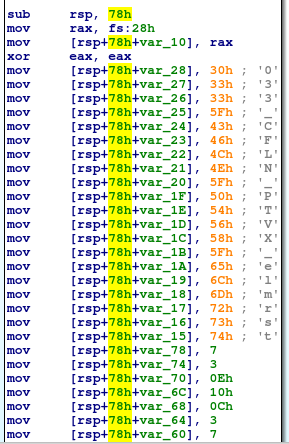 sub rsp, 78h
mov rax, fs:28h
mov [rsp+78h+var_10], rax
xor eax, eax
mov [rsp+78h+var_28], 30h ; '0'
mov [rsp+78h+var_27], 33h ; '3'
mov [rsp+78h+var_26], 33h ; '3'
mov [rsp+78h+var_25], 5Fh ; '_'
mov [rsp+78h+var_24], 43h ; 'C'
mov [rsp+78h+var_23], 46h ; 'F'
mov [rsp+78h+var_22], 4Ch ; 'L'
mov [rsp+78h+var_21], 4Eh ; 'N'
mov [rsp+78h+var_20], 5Fh ; '_'
mov [rsp+78h+var_1F], 50h ; 'P'
mov [rsp+78h+var_1E], 54h ; 'T'
mov [rsp+78h+var_1D], 56h ; 'V'
mov [rsp+78h+var_1C], 58h ; 'X'
mov [rsp+78h+var_1B], 5Fh ; '_'
mov [rsp+78h+var_1A], 65h ; 'e'
mov [rsp+78h+var_19], 6Ch ; 'l'
mov [rsp+78h+var_18], 6Dh ; 'm'
mov [rsp+78h+var_17], 72h ; 'r'
mov [rsp+78h+var_16], 73h ; 's'
mov [rsp+78h+var_15], 74h ; 't'
mov [rsp+78h+var_78], 7
mov [rsp+78h+var_74], 3
mov [rsp+78h+var_70], 0Eh
mov [rsp+78h+var_6C], 10h
mov [rsp+78h+var_68], 0Ch
mov [rsp+78h+var_64], 3
mov [rsp+78h+var_60], 7